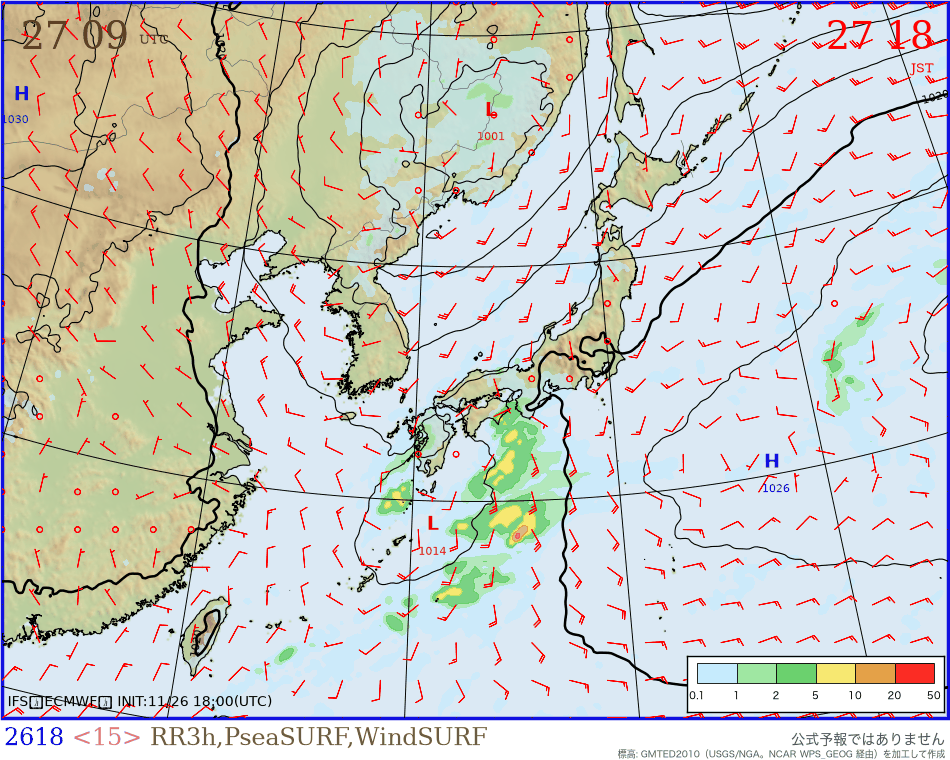 27 09 UTC
27 18
JST
H
1030
L
1001
1020
H
1026
L
1014
0.1 1 2 5 10 20 50
IFS ECMWF INIT:11/26 18:00(UTC)
2618 <15> RR3h,PseaSURF,WindSURF
公式予報ではありません
標高: GMTED2010（USGS/NGA。NCAR WPS_GEOG 経由）を加工して作成